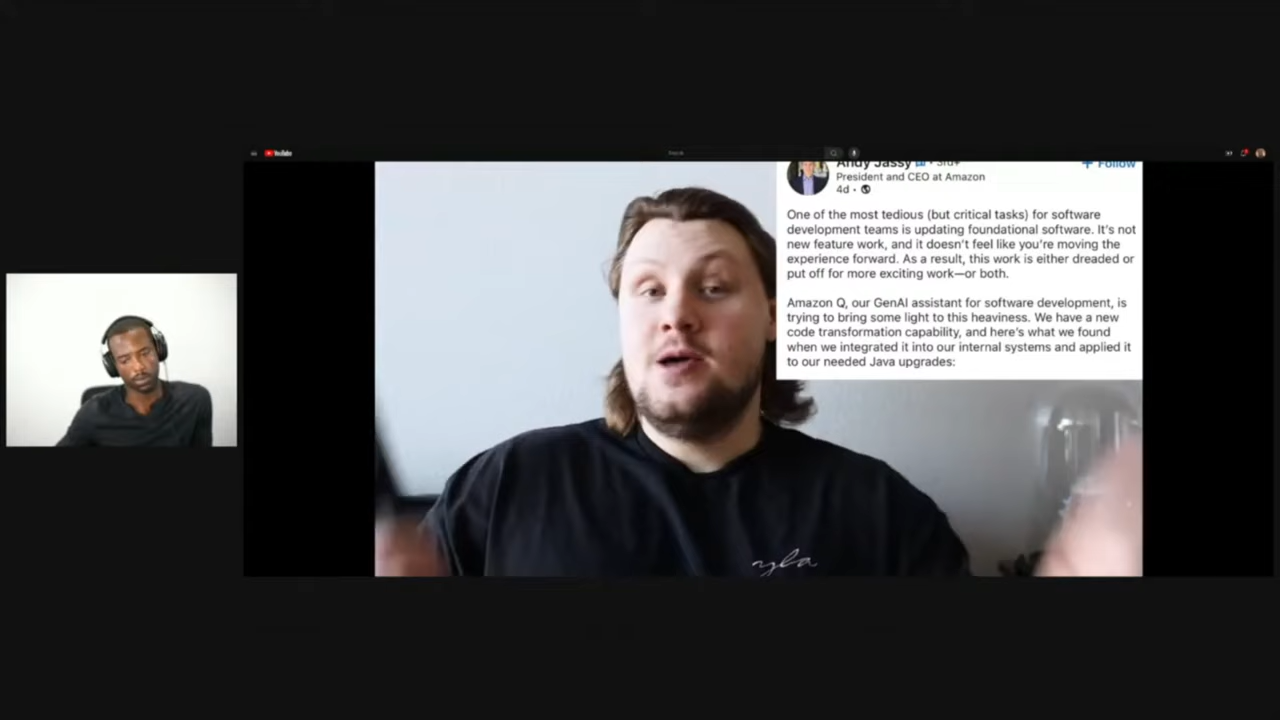 YouTube
Search
Andy Jassy • 3rd+
+ Follow
President and CEO at Amazon
4d •
One of the most tedious (but critical tasks) for software
development teams is updating foundational software. It's not
new feature work, and it doesn't feel like you're moving the
experience forward. As a result, this work is either dreaded or
put off for more exciting work—or both.
Amazon Q, our GenAI assistant for software development, is
trying to bring some light to this heaviness. We have a new
code transformation capability, and here's what we found
when we integrated it into our internal systems and applied it
to our needed Java upgrades: